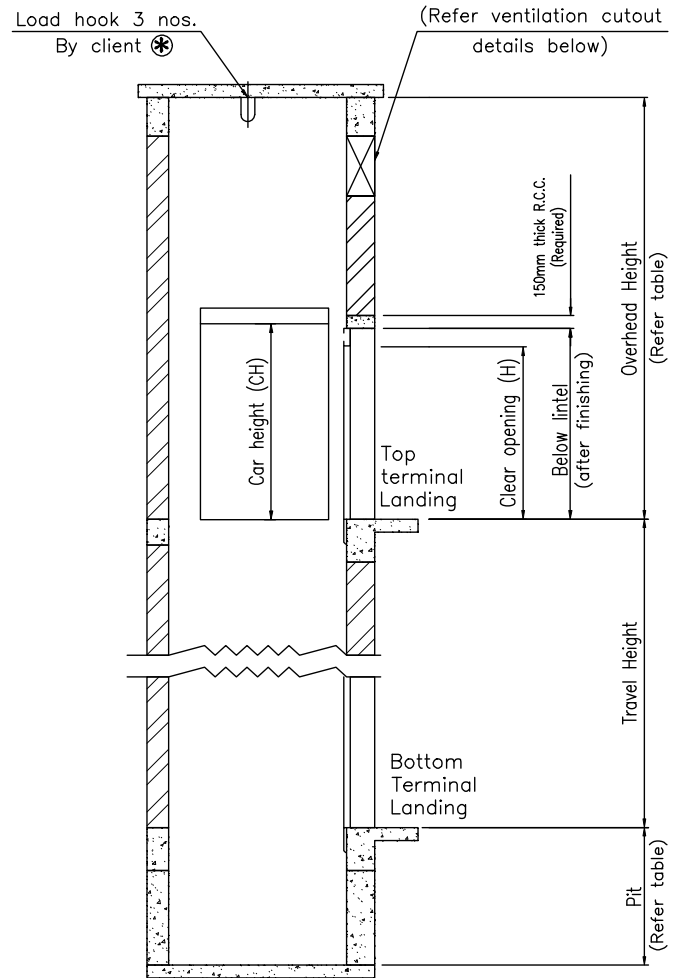 Load hook 3 nos.
By client
(Refer ventilation cutout
details below)
150mm thick R.C.C.
(Required)
Overhead Height
(Refer table)
Car height (CH)
Clear opening (H)
Below lintel
(after finishing)
Top
terminal
Landing
Travel Height
Bottom
Terminal
Landing
Pit
(Refer table)